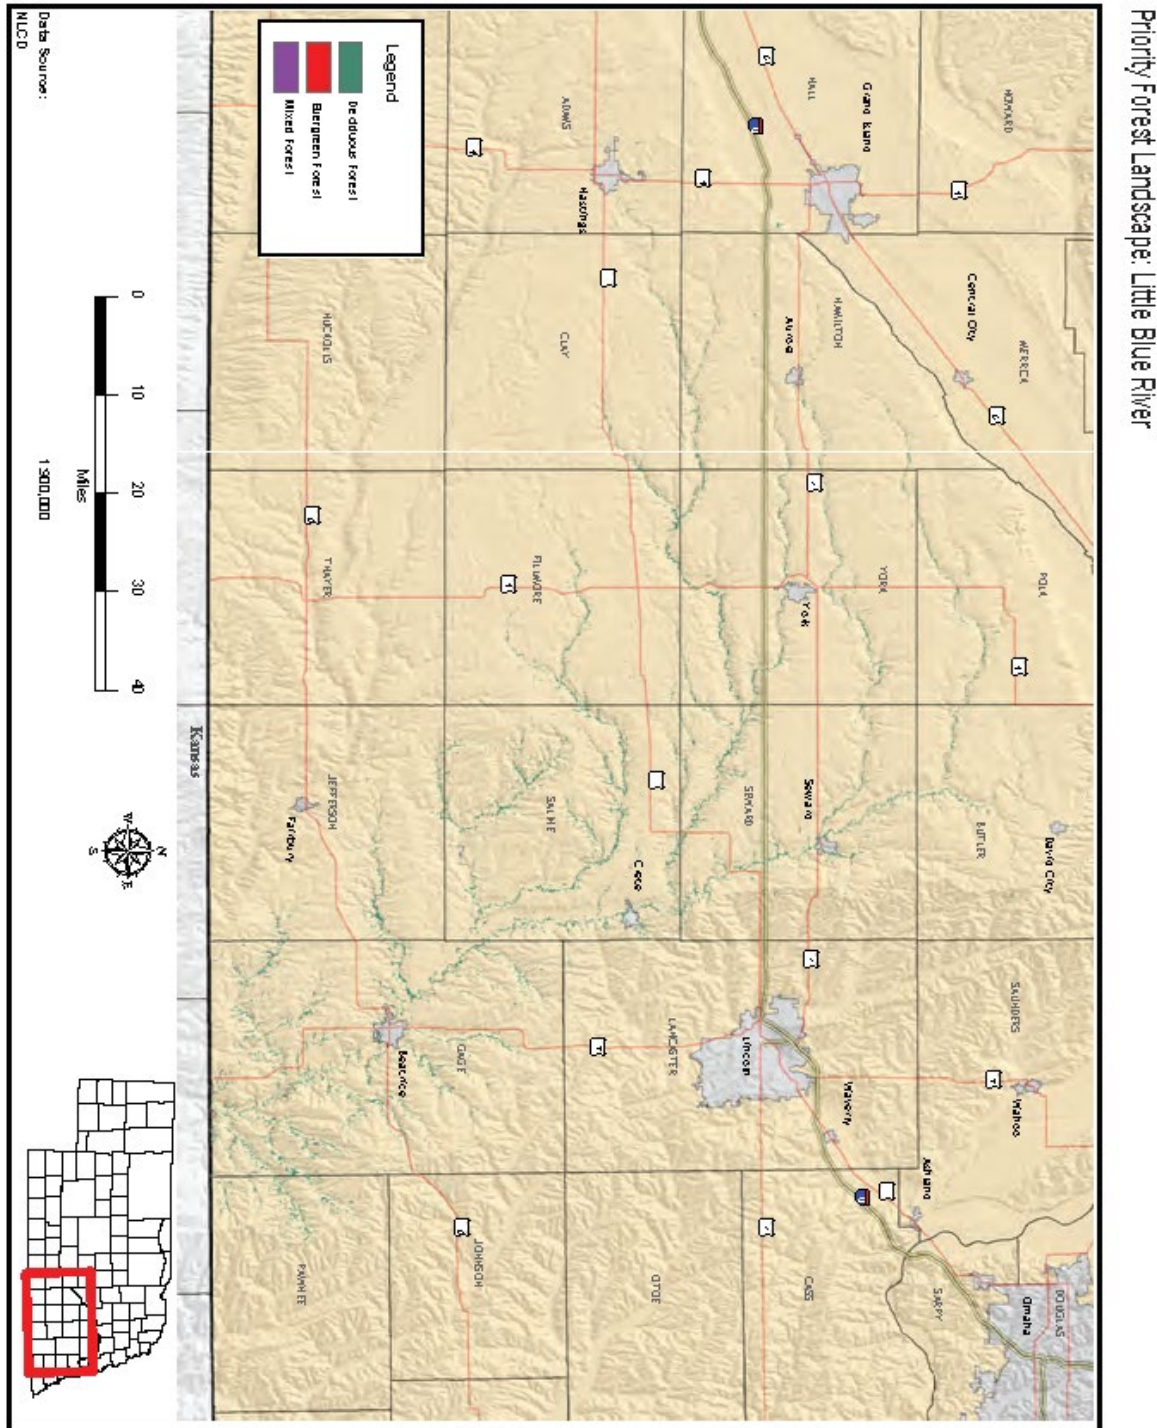 Priority Forest Landscape: Little Blue River
HOWARD
HALL
Grand Island
ADAMS
Hastings
Central City
MERRICK
HAMILTON
Aurora
CLAY
NUCKOLLS
POLK
YORK
York
FILLMORE
THAYER
David City
BUTLER
Seward
SEWARD
SALINE
Crete
JEFFERSON
Fairbury
Kansas
SAUNDERS
Wahoo
Lincoln
LANCASTER
Waverly
GAGE
Beatrice
Ashland
DOUGLAS
Omaha
SARPY
CASS
OTOE
JOHNSON
PAWNEE
Legend
Deciduous Forest
Evergreen Forest
Mixed Forest
0 10 20 30 40
Miles
1:900,000
N
W E
S
Data Source:
NLCD